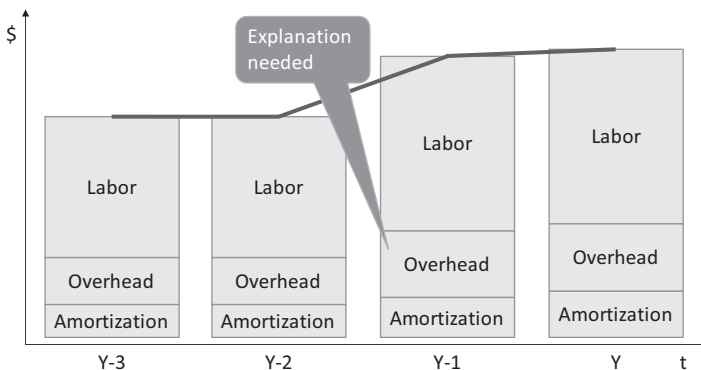 $
Explanation
needed
Labor
Labor
Labor
Labor
Overhead
Overhead
Overhead
Overhead
Amortization
Amortization
Amortization
Amortization
Y-3
Y-2
Y-1
Y
t